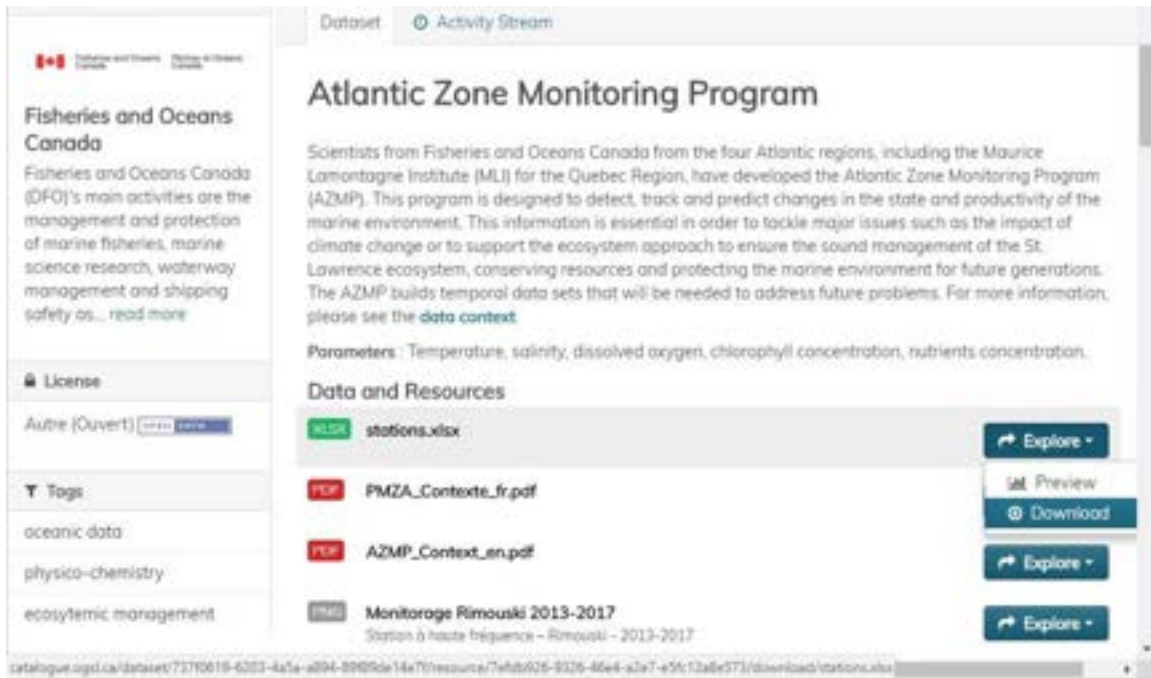 Dataset
Activity Stream
Fisheries and Oceans
Canada
Fisheries and Oceans Canada
(DFO)'s main activities are the
management and protection
of marine fisheries, marine
science research, waterway
management and shipping
safety as... read more
License
Autre (Ouvert) OPEN DATA
Tags
oceanic data
physico-chemistry
ecosytemic management
Atlantic Zone Monitoring Program
Scientists from Fisheries and Oceans Canada from the four Atlantic regions, including the Maurice
Lamontagne Institute (MLI) for the Quebec Region, have developed the Atlantic Zone Monitoring Program
(AZMP). This program is designed to detect, track and predict changes in the state and productivity of the
marine environment. This information is essential in order to tackle major issues such as the impact of
climate change or to support the ecosystem approach to ensure the sound management of the St.
Lawrence ecosystem, conserving resources and protecting the marine environment for future generations.
The AZMP builds temporal data sets that will be needed to address future problems. For more information,
please see the data context
Parameters : Temperature, salinity, dissolved oxygen, chlorophyll concentration, nutrients concentration.
Data and Resources
XLSX stations.xlsx
Explore
Preview
Download
PDF PMZA_Contexte_fr.pdf
PDF AZMP_Context_en.pdf
Explore
PNG Monitorage Rimouski 2013-2017
Station à haute fréquence - Rimouski - 2013-2017
Explore